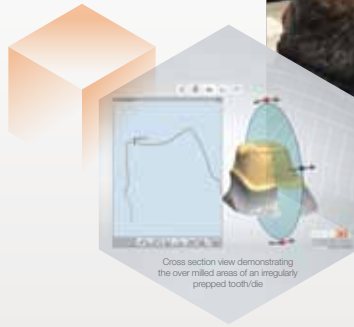 Cross section view demonstrating
the over milled areas of an irregularly
prepped tooth/die